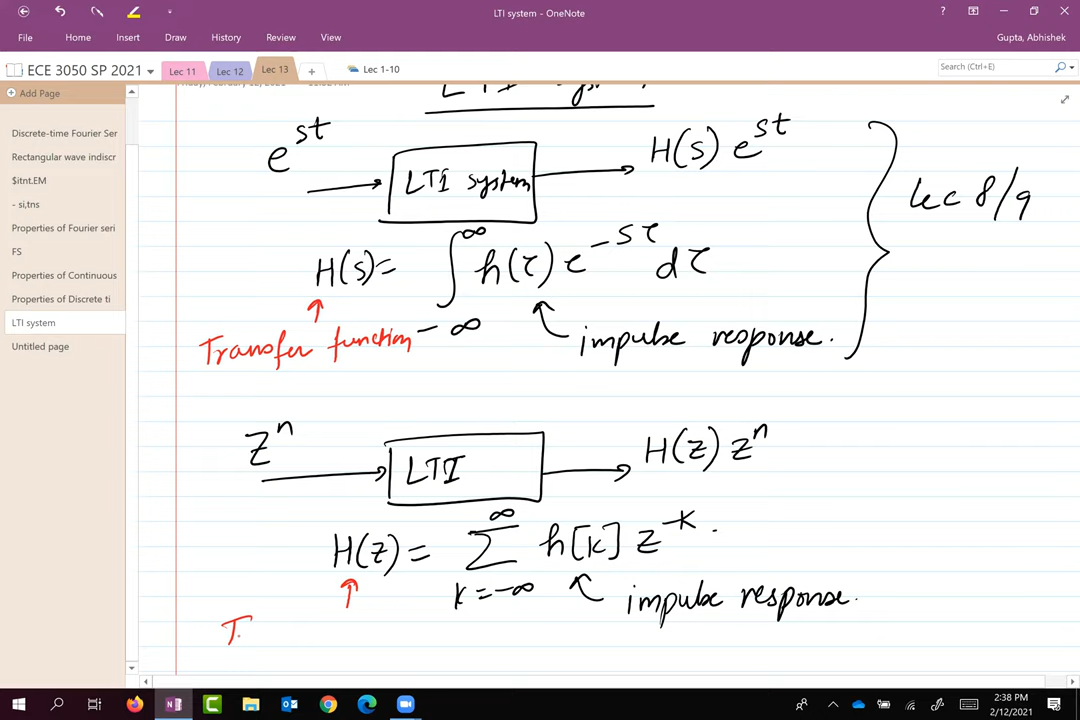 LTI system - OneNote
File Home Insert Draw History Review View
Gupta, Abhishek
ECE 3050 SP 2021
Lec 11
Lec 12
Lec 13
Lec 1-10
Search (Ctrl+E)
Add Page
Discrete-time Fourier Ser
Rectangular wave indiscr
$itnt.EM
- si,tns
Properties of Fourier seri
FS
Properties of Continuous
Properties of Discrete ti
LTI system
Untitled page
e^{st}
LTI system
H(s) e^{st}
H(s) = ∫_{-∞}^{∞} h(τ) e^{-sτ} dτ
Transfer function
impulse response.
Lec 8/9
z^n
LTI
H(z) z^n
H(z) = Σ_{k=-∞}^{∞} h[k] z^{-k}.
impulse response.
T
2:38 PM
2/12/2021